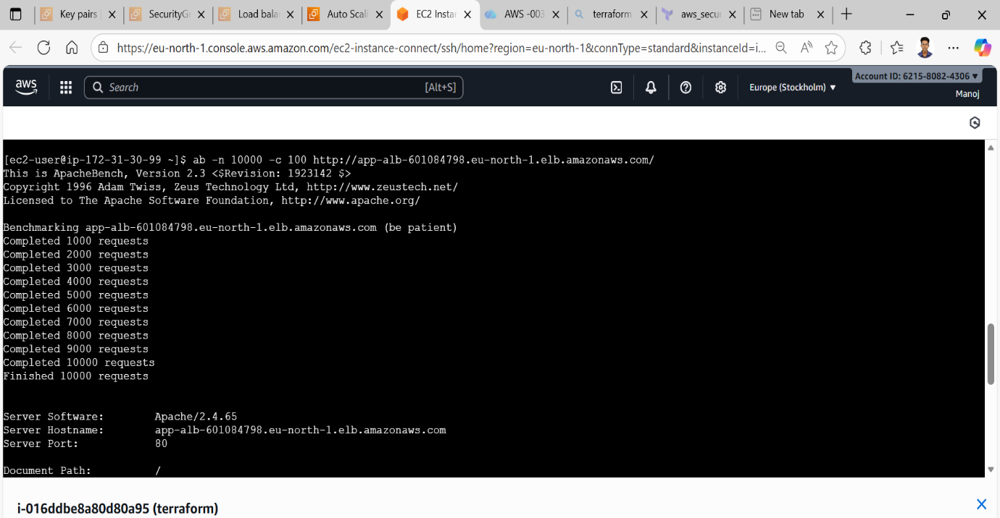 Key pairs
SecurityG
Load bala
Auto Scali
EC2 Instan
AWS -003
terraform
aws_secur
New tab
https://eu-north-1.console.aws.amazon.com/ec2-instance-connect/ssh/home?region=eu-north-1&connType=standard&instanceId=i...
aws
Search
[Alt+S]
Europe (Stockholm) ▼
Account ID: 6215-8082-4306 ▼
Manoj
[ec2-user@ip-172-31-30-99 ~]$ ab -n 10000 -c 100 http://app-alb-601084798.eu-north-1.elb.amazonaws.com/
This is ApacheBench, Version 2.3 <$Revision: 1923142 $>
Copyright 1996 Adam Twiss, Zeus Technology Ltd, http://www.zeustech.net/
Licensed to The Apache Software Foundation, http://www.apache.org/
Benchmarking app-alb-601084798.eu-north-1.elb.amazonaws.com (be patient)
Completed 1000 requests
Completed 2000 requests
Completed 3000 requests
Completed 4000 requests
Completed 5000 requests
Completed 6000 requests
Completed 7000 requests
Completed 8000 requests
Completed 9000 requests
Completed 10000 requests
Finished 10000 requests
Server Software: Apache/2.4.65
Server Hostname: app-alb-601084798.eu-north-1.elb.amazonaws.com
Server Port: 80
Document Path: /
i-016ddbe8a80d80a95 (terraform)